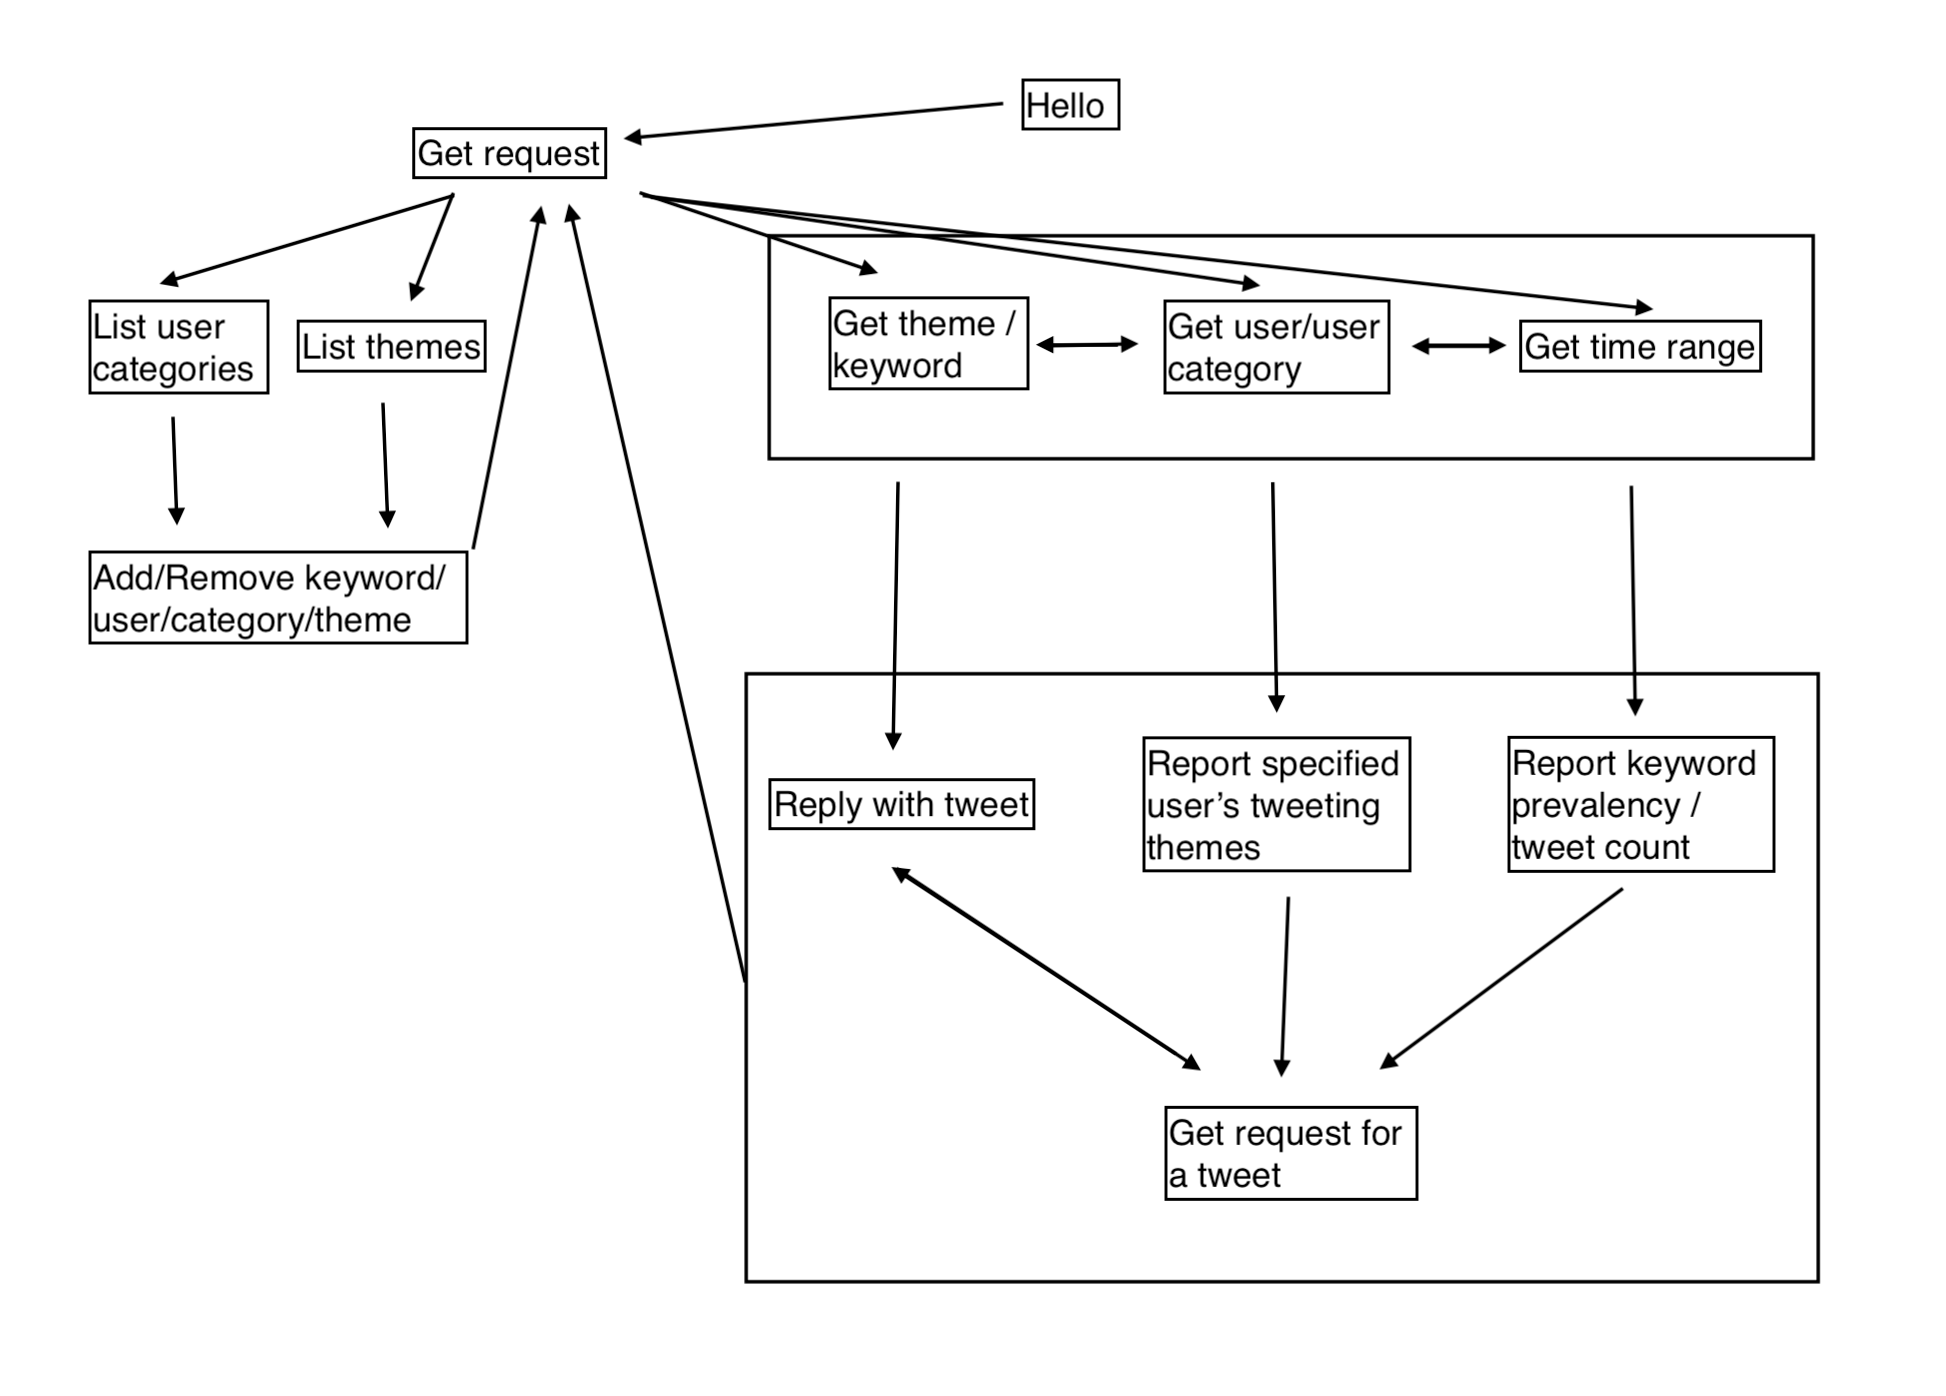 Hello
Get request
List user
categories
List themes
Get theme /
keyword
Get user/user
category
Get time range
Add/Remove keyword/
user/category/theme
Reply with tweet
Report specified
user’s tweeting
themes
Report keyword
prevalency /
tweet count
Get request for
a tweet